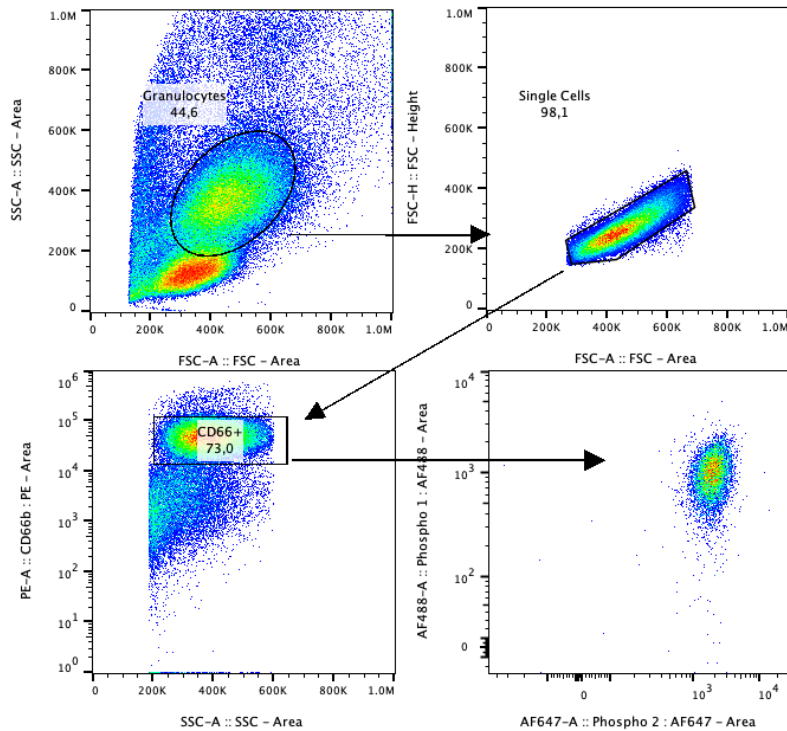 1.0M
800K
600K
400K
200K
0
SSC-A :: SSC – Area
Granulocytes
44,6
0
200K
400K
600K
800K
1.0M
FSC-A :: FSC – Area
1.0M
800K
600K
400K
200K
0
FSC-H :: FSC – Height
Single Cells
98,1
0
200K
400K
600K
800K
1.0M
FSC-A :: FSC – Area
10^6
10^5
10^4
10^3
10^2
10^1
10^0
PE-A :: CD66b : PE – Area
CD66+
73,0
0
200K
400K
600K
800K
1.0M
SSC-A :: SSC – Area
10^4
10^3
10^2
0
AF488-A :: Phospho 1 : AF488 – Area
0
10^3
10^4
AF647-A :: Phospho 2 : AF647 – Area